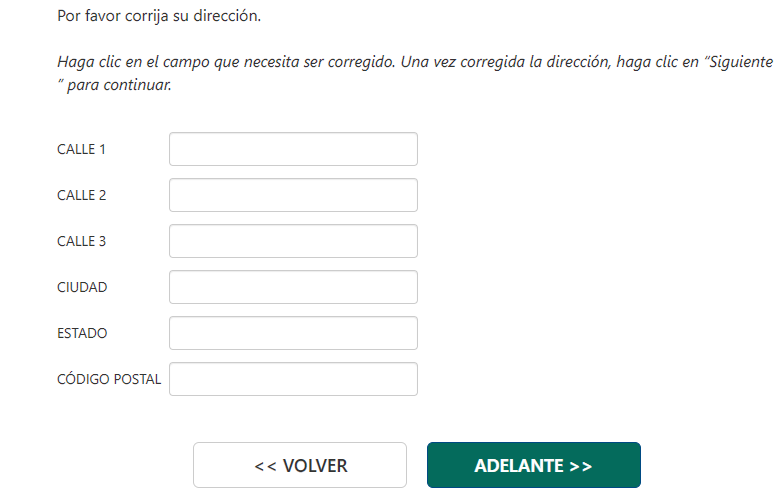 Por favor corrija su dirección.
Haga clic en el campo que necesita ser corregido. Una vez corregida la dirección, haga clic en “Siguiente
” para continuar.
CALLE 1
CALLE 2
CALLE 3
CIUDAD
ESTADO
CÓDIGO POSTAL
<< VOLVER
ADELANTE >>